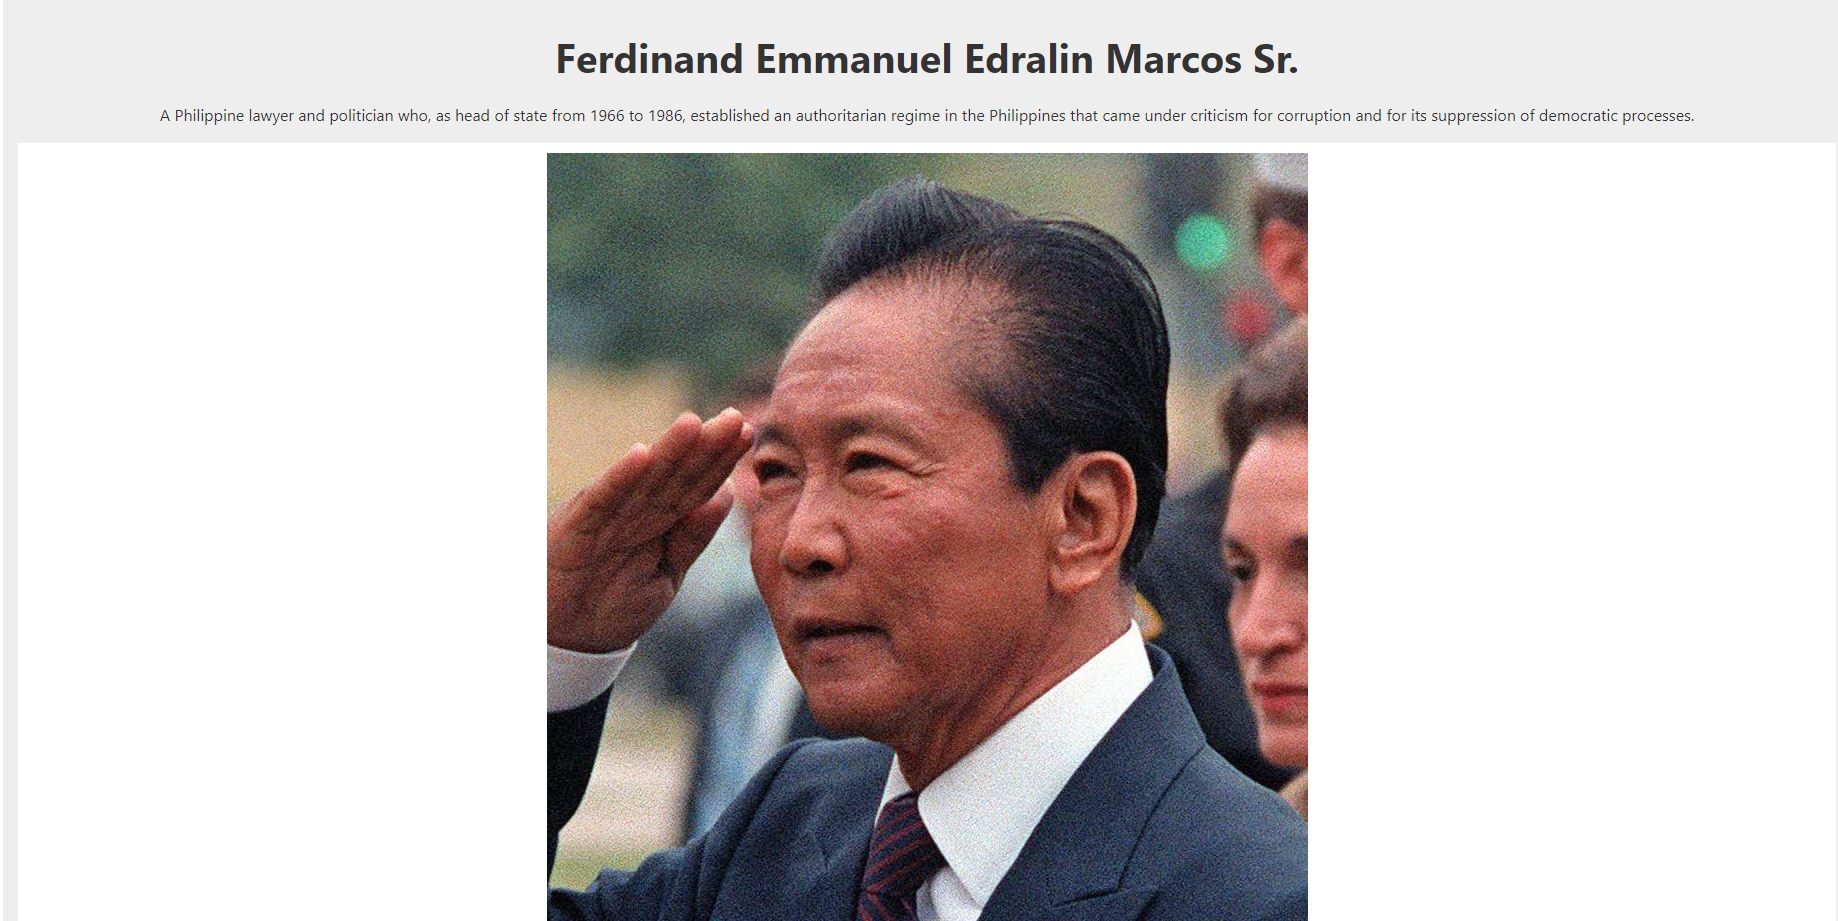 Ferdinand Emmanuel Edralin Marcos Sr.
A Philippine lawyer and politician who, as head of state from 1966 to 1986, established an authoritarian regime in the Philippines that came under criticism for corruption and for its suppression of democratic processes.